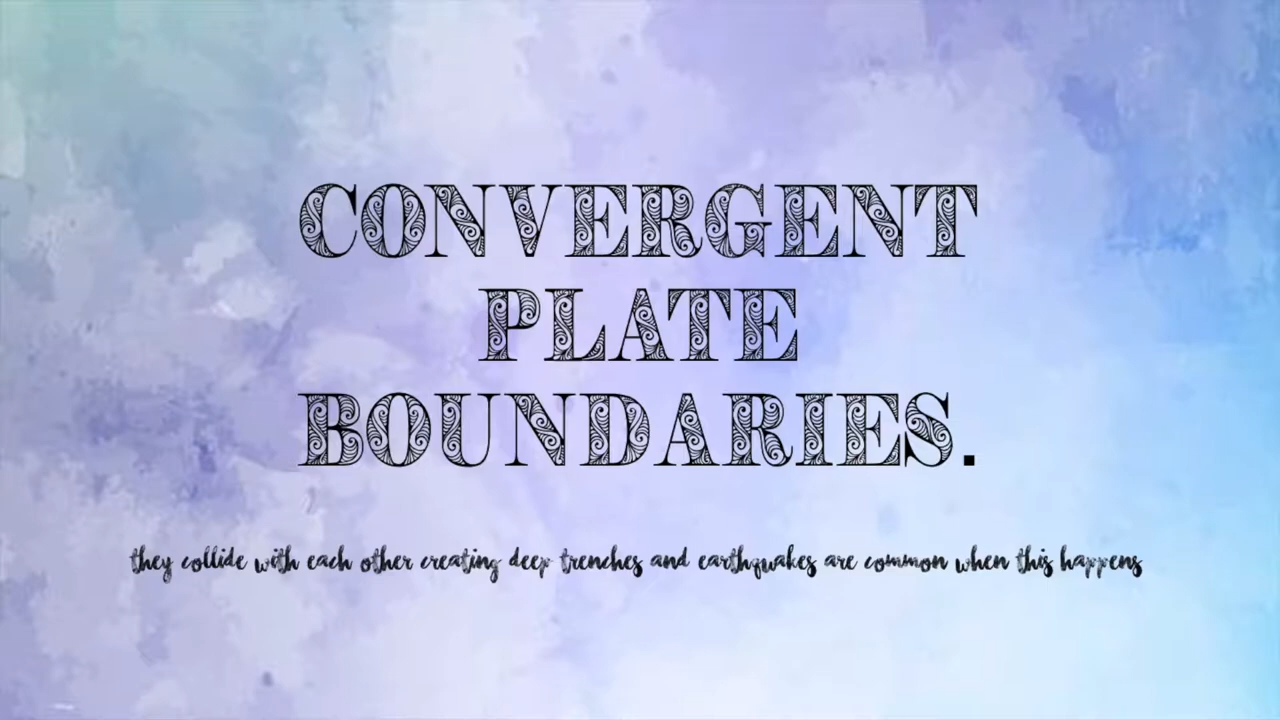 CONVERGENT
PLATE
BOUNDARIES.
they collide with each other creating deep trenches and earthquakes are common when this happens